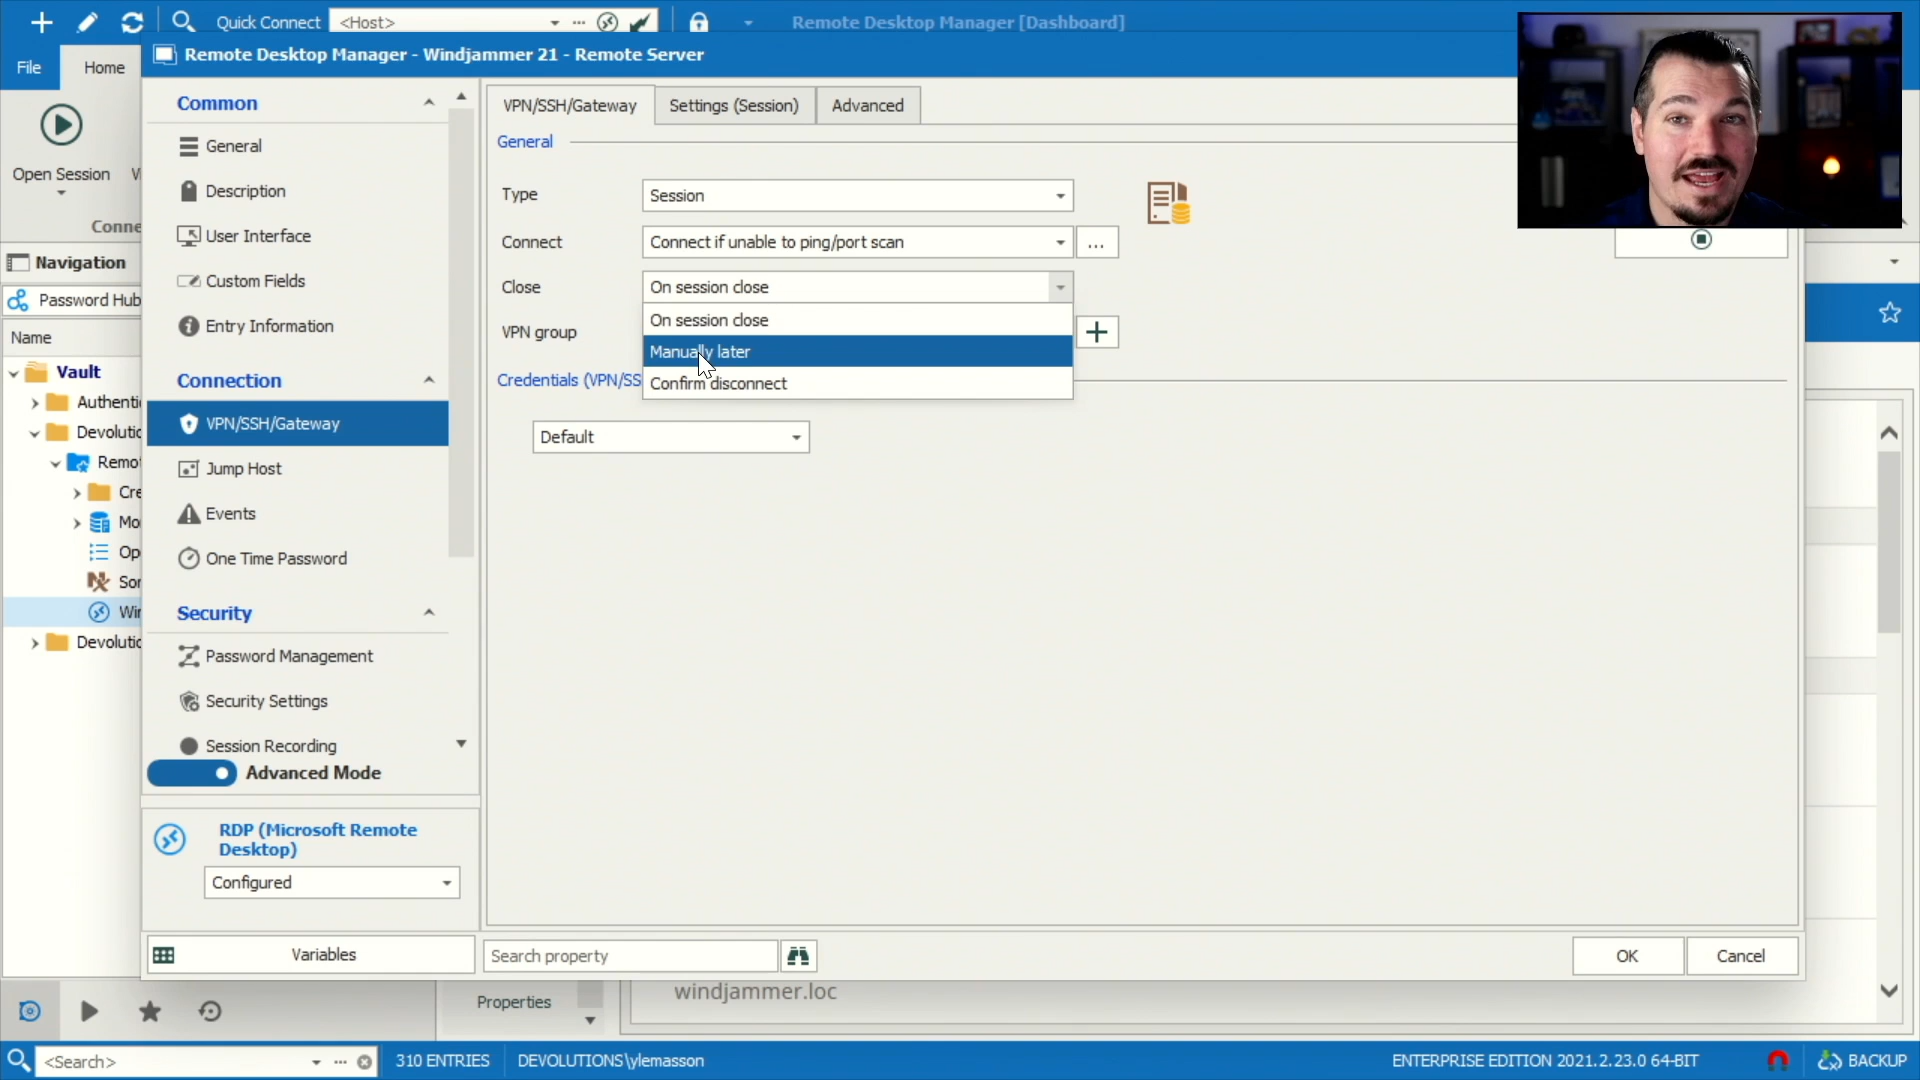 Quick Connect
<Host>
Remote Desktop Manager [Dashboard]
File
Home
Remote Desktop Manager - Windjammer 21 - Remote Server
Open Session
Conne
Navigation
Password Hub
Name
Vault
Authenti
Devolutio
Remo
Cre
Mo
Op
Sor
Win
Devolutio
Common
General
Description
User Interface
Custom Fields
Entry Information
Connection
VPN/SSH/Gateway
Jump Host
Events
One Time Password
Security
Password Management
Security Settings
Session Recording
Advanced Mode
RDP (Microsoft Remote
Desktop)
Configured
Variables
VPN/SSH/Gateway
Settings (Session)
Advanced
General
Type
Session
Connect
Connect if unable to ping/port scan
...
Close
On session close
On session close
VPN group
Manually later
Credentials (VPN/SS
Confirm disconnect
Default
Search property
OK
Cancel
Properties
windjammer.loc
<Search>
310 ENTRIES
DEVOLUTIONS\ylemasson
ENTERPRISE EDITION 2021.2.23.0 64-BIT
BACKUP